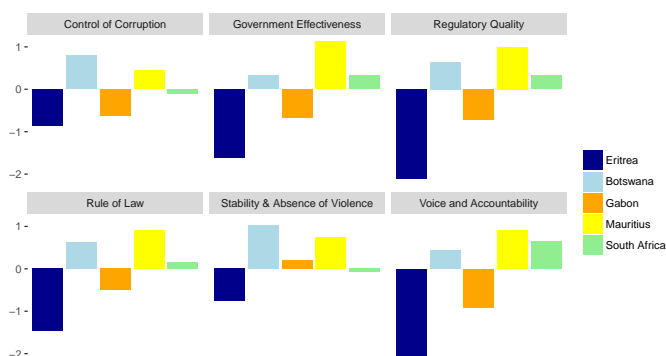 Control of Corruption
Government Effectiveness
Regulatory Quality
1
0
−1
−2
Rule of Law
Stability & Absence of Violence
Voice and Accountability
1
0
−1
−2
Eritrea
Botswana
Gabon
Mauritius
South Africa